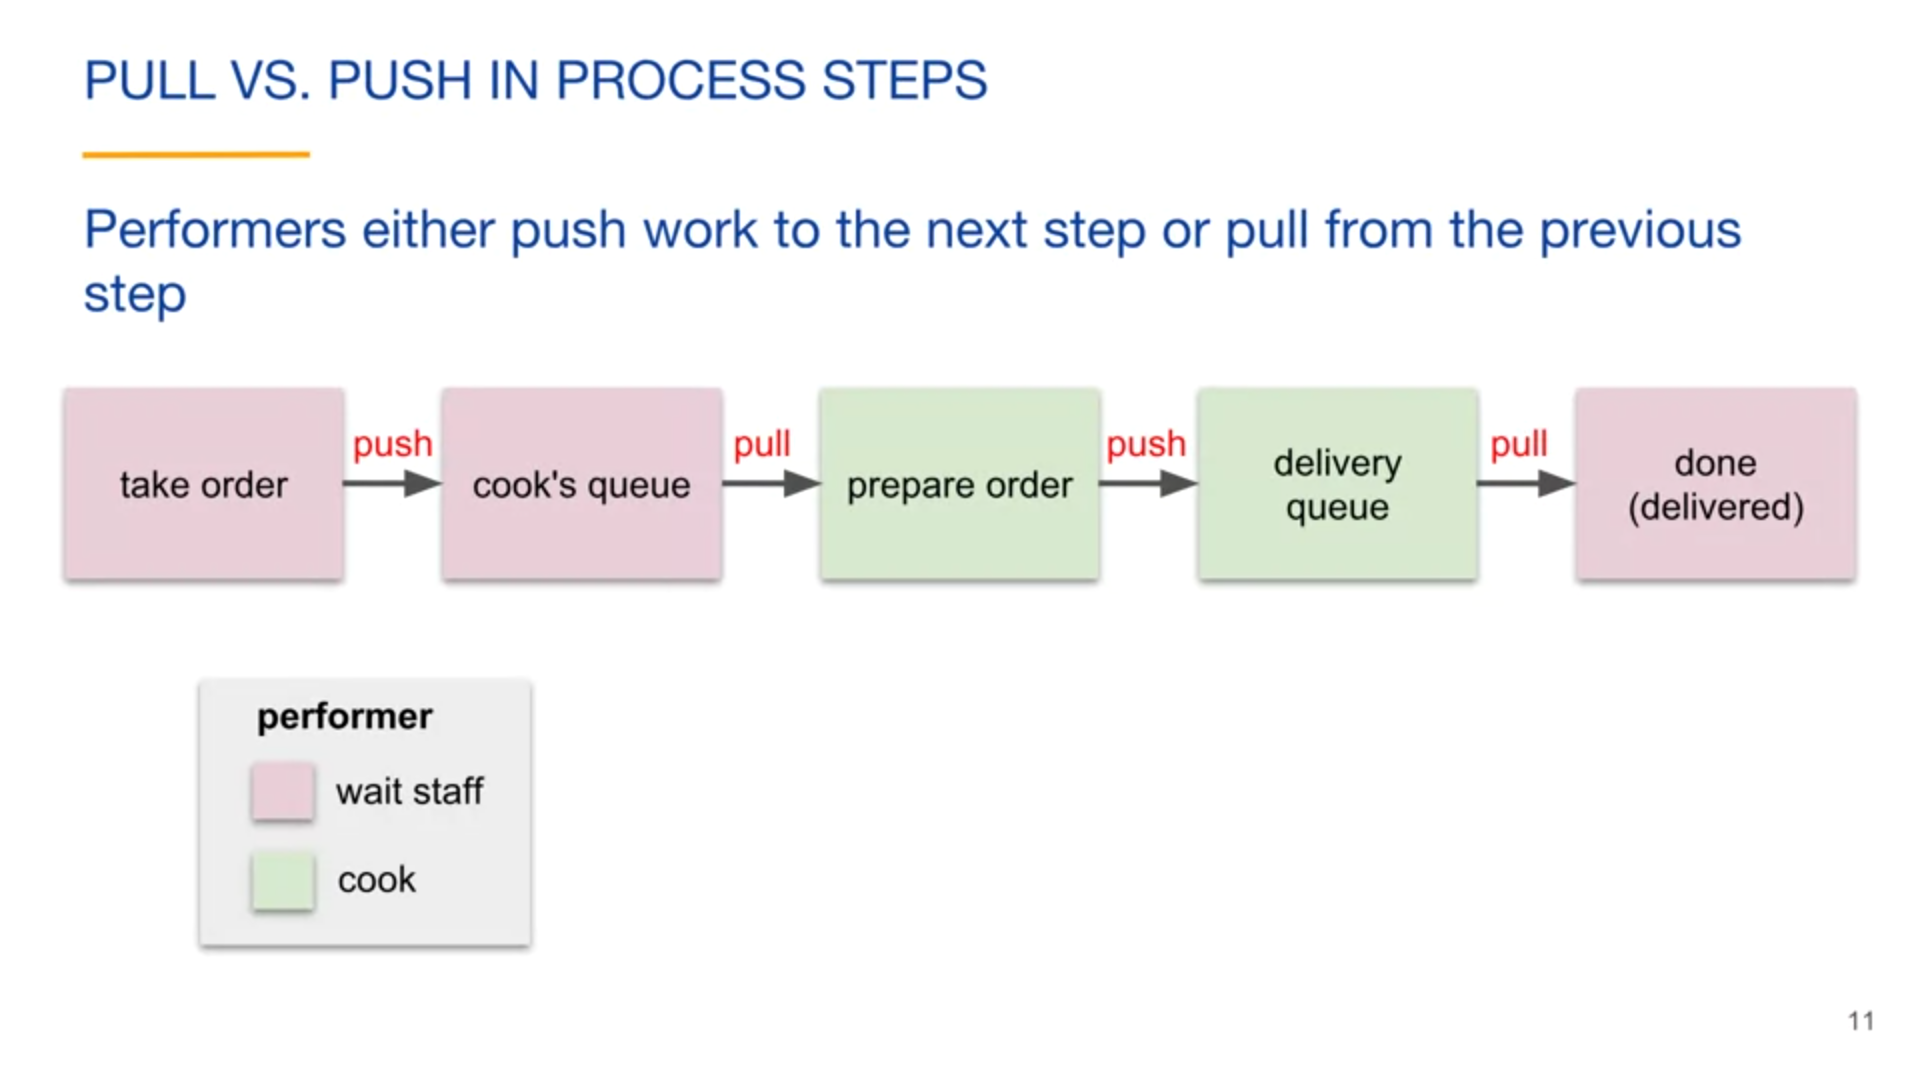 PULL VS. PUSH IN PROCESS STEPS
Performers either push work to the next step or pull from the previous
step
take order
push
cook's queue
pull
prepare order
push
delivery
queue
pull
done
(delivered)
performer
wait staff
cook
11